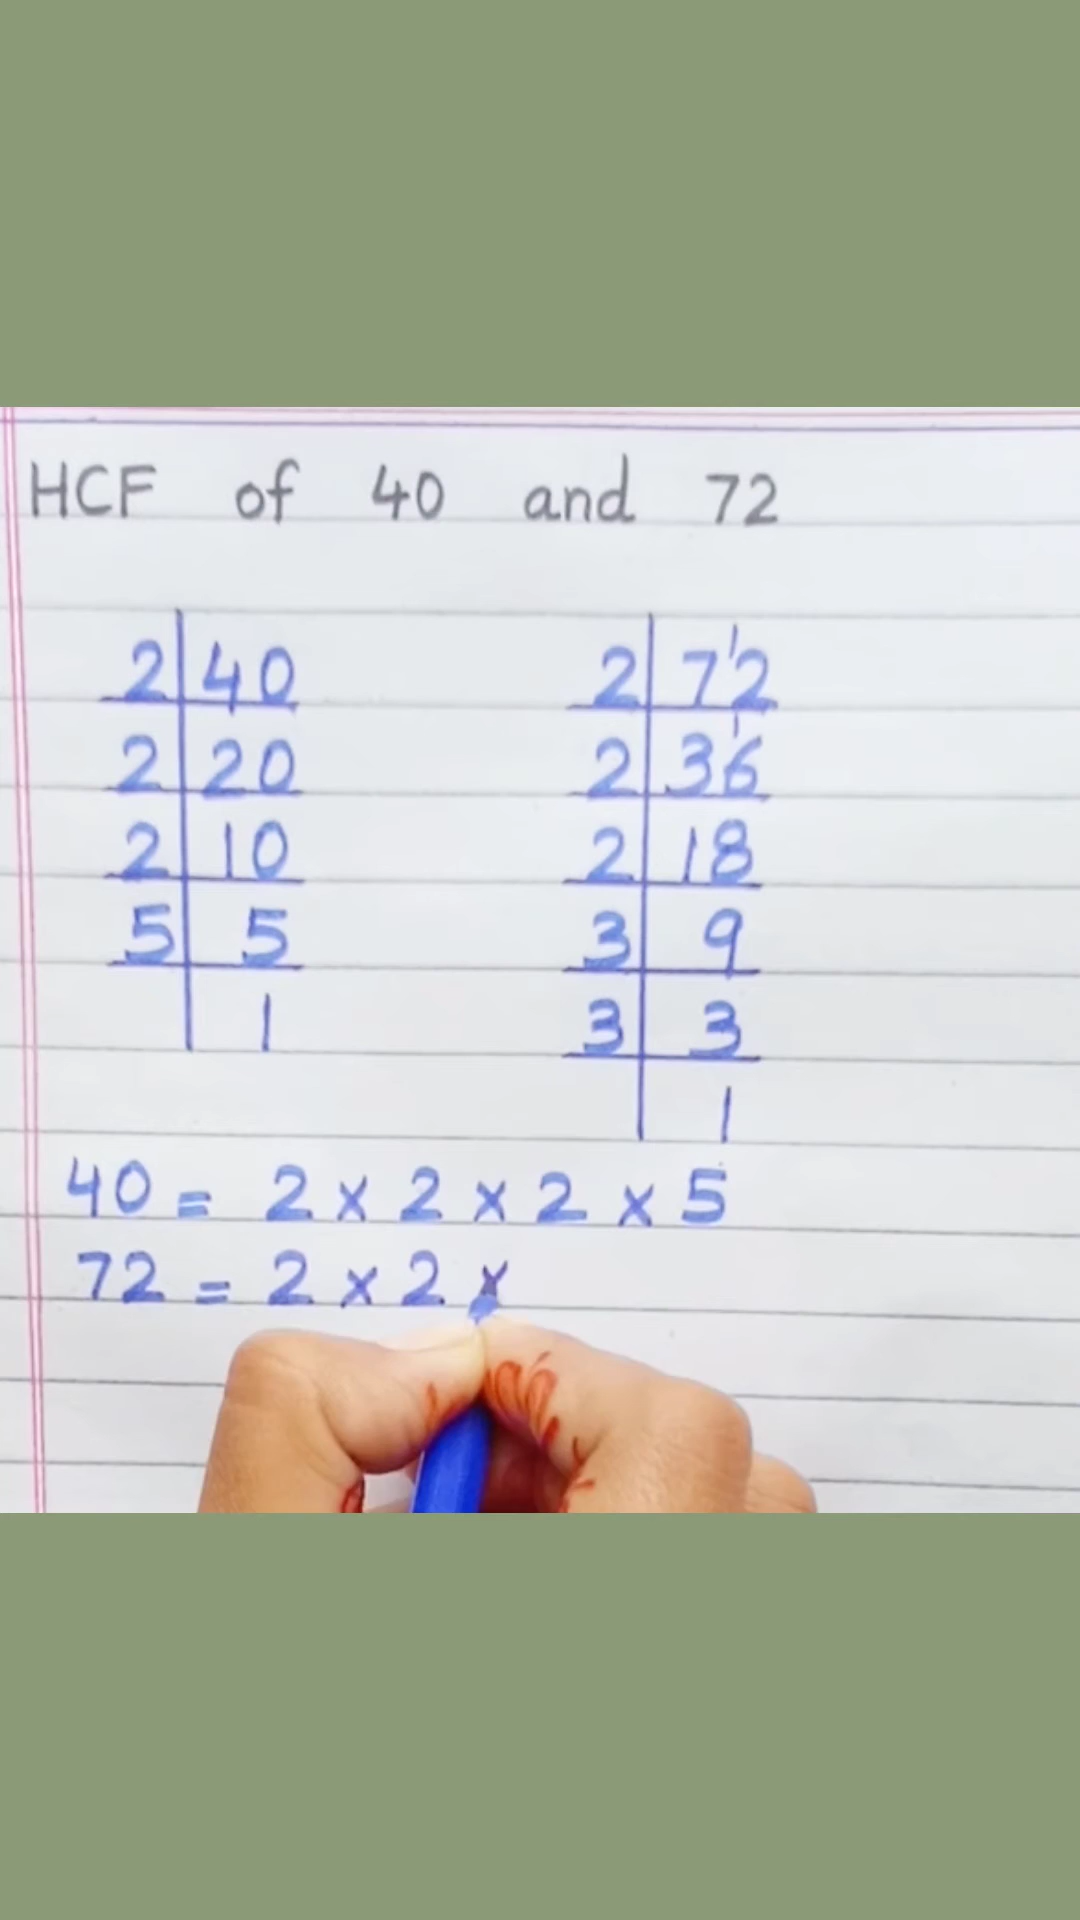 HCF of 40 and 72
2 40 2 72
2 20 2 36
2 10 2 18
5 5 3 9
1 3 3
1
40 = 2 x 2 x 2 x 5
72 = 2 x 2 x